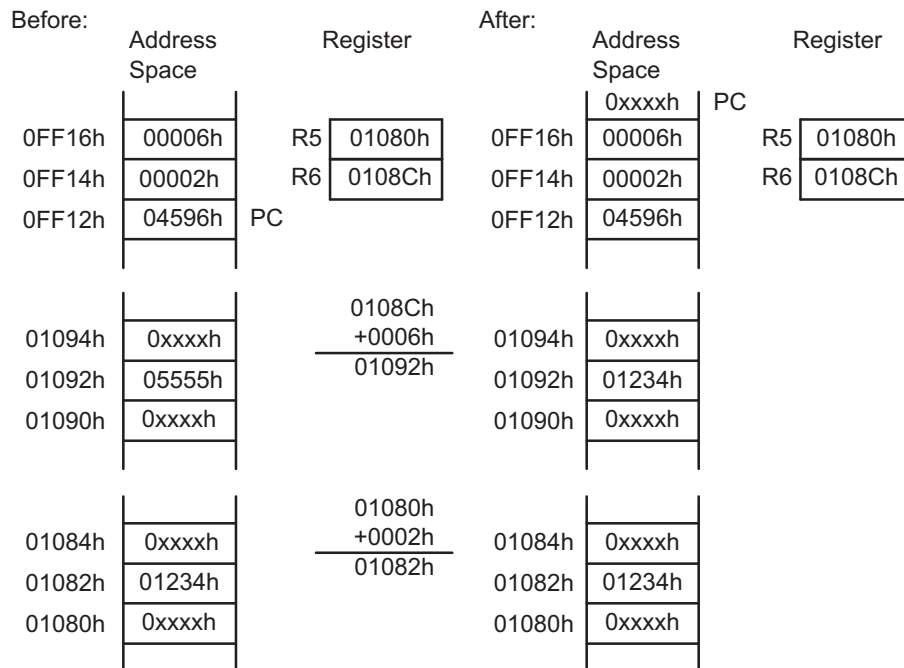 Before: After:
Address Space Register Address Space Register
0xxxxh PC
0FF16h 00006h R5 01080h 0FF16h 00006h R5 01080h
0FF14h 00002h R6 0108Ch 0FF14h 00002h R6 0108Ch
0FF12h 04596h PC 0FF12h 04596h
0108Ch
01094h 0xxxxh +0006h 01094h 0xxxxh
01092h 05555h 01092h 01092h 01234h
01090h 0xxxxh 01090h 0xxxxh
01080h
01084h 0xxxxh +0002h 01084h 0xxxxh
01082h 01234h 01082h 01082h 01234h
01080h 0xxxxh 01080h 0xxxxh